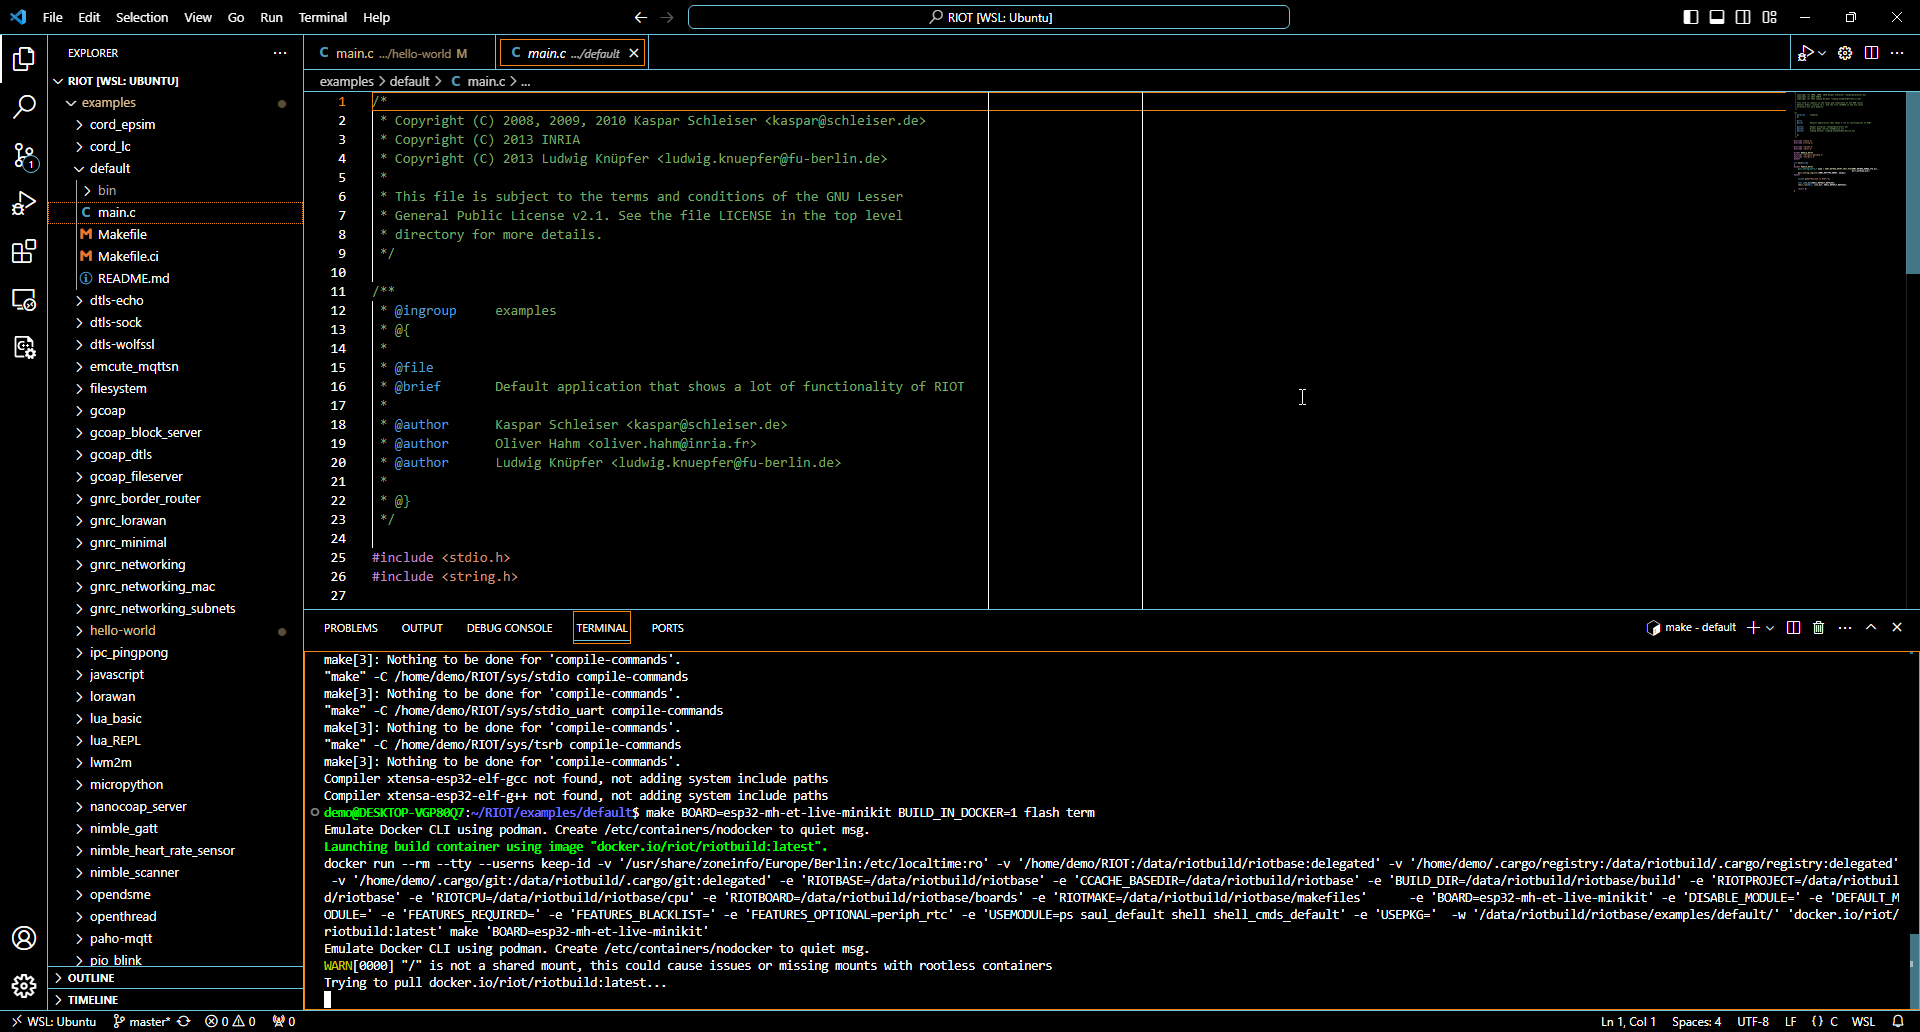 File Edit Selection View Go Run Terminal Help
RIOT [WSL: Ubuntu]
EXPLORER
RIOT [WSL: UBUNTU]
examples
cord_epsim
cord_lc
default
bin
C main.c
M Makefile
M Makefile.ci
README.md
dtls-echo
dtls-sock
dtls-wolfssl
emcute_mqttsn
filesystem
gcoap
gcoap_block_server
gcoap_dtls
gcoap_fileserver
gnrc_border_router
gnrc_lorawan
gnrc_minimal
gnrc_networking
gnrc_networking_mac
gnrc_networking_subnets
hello-world
ipc_pingpong
javascript
lorawan
lua_basic
lua_REPL
lwm2m
micropython
nanocoap_server
nimble_gatt
nimble_heart_rate_sensor
nimble_scanner
opendsme
openthread
paho-mqtt
pio_blink
OUTLINE
TIMELINE
1
C main.c .../hello-world M
C main.c .../default
examples > default > C main.c > ...
1 /*
2 * Copyright (C) 2008, 2009, 2010 Kaspar Schleiser <kaspar@schleiser.de>
3 * Copyright (C) 2013 INRIA
4 * Copyright (C) 2013 Ludwig Knüpfer <ludwig.knuepfer@fu-berlin.de>
5 *
6 * This file is subject to the terms and conditions of the GNU Lesser
7 * General Public License v2.1. See the file LICENSE in the top level
8 * directory for more details.
9 */
10
11 /**
12 * @ingroup examples
13 * @{
14 *
15 * @file
16 * @brief Default application that shows a lot of functionality of RIOT
17 *
18 * @author Kaspar Schleiser <kaspar@schleiser.de>
19 * @author Oliver Hahm <oliver.hahm@inria.fr>
20 * @author Ludwig Knüpfer <ludwig.knuepfer@fu-berlin.de>
21 *
22 * @}
23 */
24
25 #include <stdio.h>
26 #include <string.h>
27
PROBLEMS OUTPUT DEBUG CONSOLE TERMINAL PORTS
make - default
make[3]: Nothing to be done for 'compile-commands'.
"make" -C /home/demo/RIOT/sys/stdio compile-commands
make[3]: Nothing to be done for 'compile-commands'.
"make" -C /home/demo/RIOT/sys/stdio_uart compile-commands
make[3]: Nothing to be done for 'compile-commands'.
"make" -C /home/demo/RIOT/sys/tsrb compile-commands
make[3]: Nothing to be done for 'compile-commands'.
Compiler xtensa-esp32-elf-gcc not found, not adding system include paths
Compiler xtensa-esp32-elf-g++ not found, not adding system include paths
demo@DESKTOP-VGP80Q7:~/RIOT/examples/default$ make BOARD=esp32-mh-et-live-minikit BUILD_IN_DOCKER=1 flash term
Emulate Docker CLI using podman. Create /etc/containers/nodocker to quiet msg.
Launching build container using image "docker.io/riot/riotbuild:latest".
docker run --rm --tty --userns keep-id -v '/usr/share/zoneinfo/Europe/Berlin:/etc/localtime:ro' -v '/home/demo/RIOT:/data/riotbuild/riotbase:delegated' -v '/home/demo/.cargo/registry:/data/riotbuild/.cargo/registry:delegated'
-v '/home/demo/.cargo/git:/data/riotbuild/.cargo/git:delegated' -e 'RIOTBASE=/data/riotbuild/riotbase' -e 'CCACHE_BASEDIR=/data/riotbuild/riotbase' -e 'BUILD_DIR=/data/riotbuild/riotbase/build' -e 'RIOTPROJECT=/data/riotbuil
d/riotbase' -e 'RIOTCPU=/data/riotbuild/riotbase/cpu' -e 'RIOTBOARD=/data/riotbuild/riotbase/boards' -e 'RIOTMAKE=/data/riotbuild/riotbase/makefiles' -e 'BOARD=esp32-mh-et-live-minikit' -e 'DISABLE_MODULE=' -e 'DEFAULT_M
ODULE=' -e 'FEATURES_REQUIRED=' -e 'FEATURES_BLACKLIST=' -e 'FEATURES_OPTIONAL=periph_rtc' -e 'USEMODULE=ps saul_default shell shell_cmds_default' -e 'USEPKG=' -w '/data/riotbuild/riotbase/examples/default/' 'docker.io/riot/
riotbuild:latest' make 'BOARD=esp32-mh-et-live-minikit'
Emulate Docker CLI using podman. Create /etc/containers/nodocker to quiet msg.
WARN[0000] "/" is not a shared mount, this could cause issues or missing mounts with rootless containers
Trying to pull docker.io/riot/riotbuild:latest...
WSL: Ubuntu master* 0 0 0 Ln 1, Col 1 Spaces: 4 UTF-8 LF {} C WSL